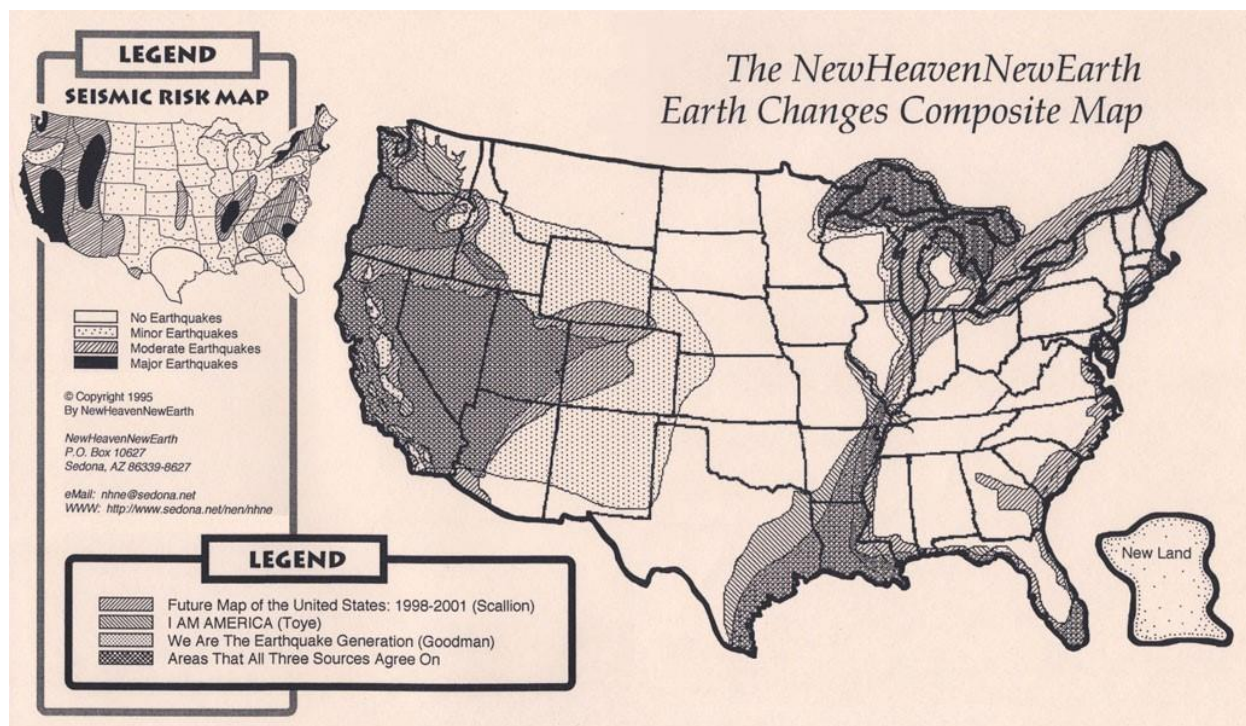 LEGEND
SEISMIC RISK MAP
No Earthquakes
Minor Earthquakes
Moderate Earthquakes
Major Earthquakes
© Copyright 1995
By NewHeavenNewEarth
NewHeavenNewEarth
P.O. Box 10627
Sedona, AZ 86339-8627
eMail: nhne@sedona.net
WWW: http://www.sedona.net/nen/nhne
The NewHeavenNewEarth
Earth Changes Composite Map
New Land
LEGEND
Future Map of the United States: 1998-2001 (Scallion)
I AM AMERICA (Toye)
We Are The Earthquake Generation (Goodman)
Areas That All Three Sources Agree On